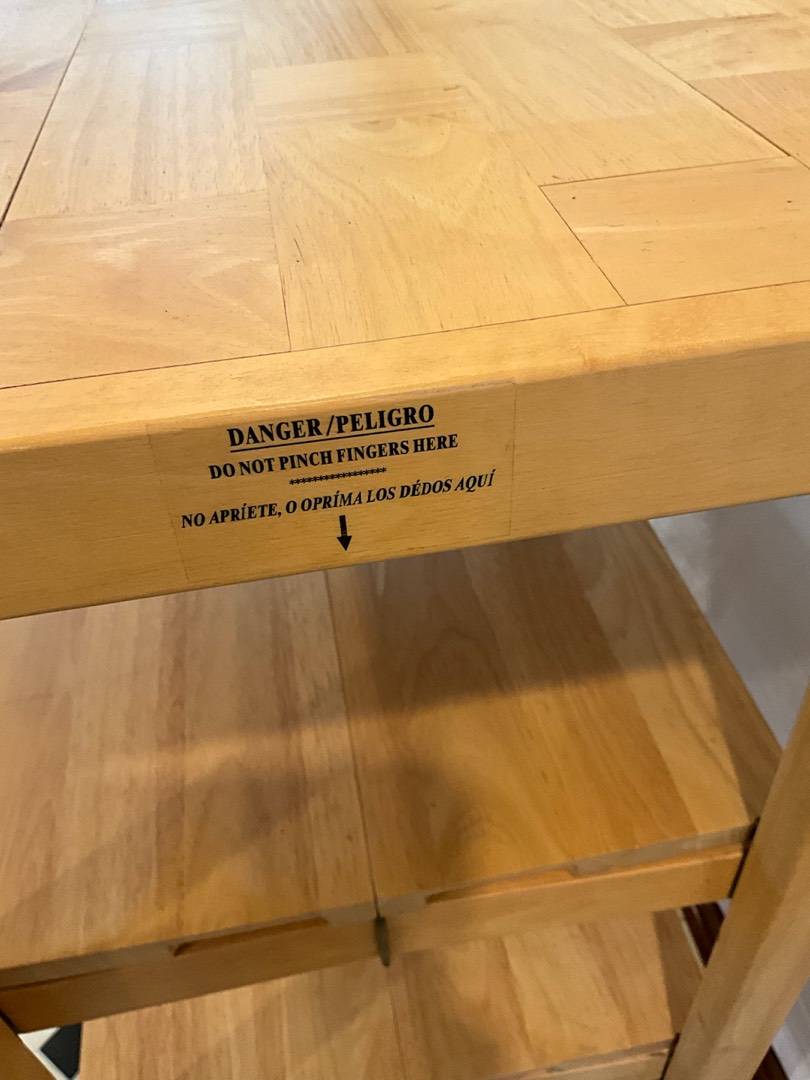 DANGER/PELIGRO
DO NOT PINCH FINGERS HERE
******************
NO APRÍETE, O OPRÍMA LOS DÉDOS AQUÍ